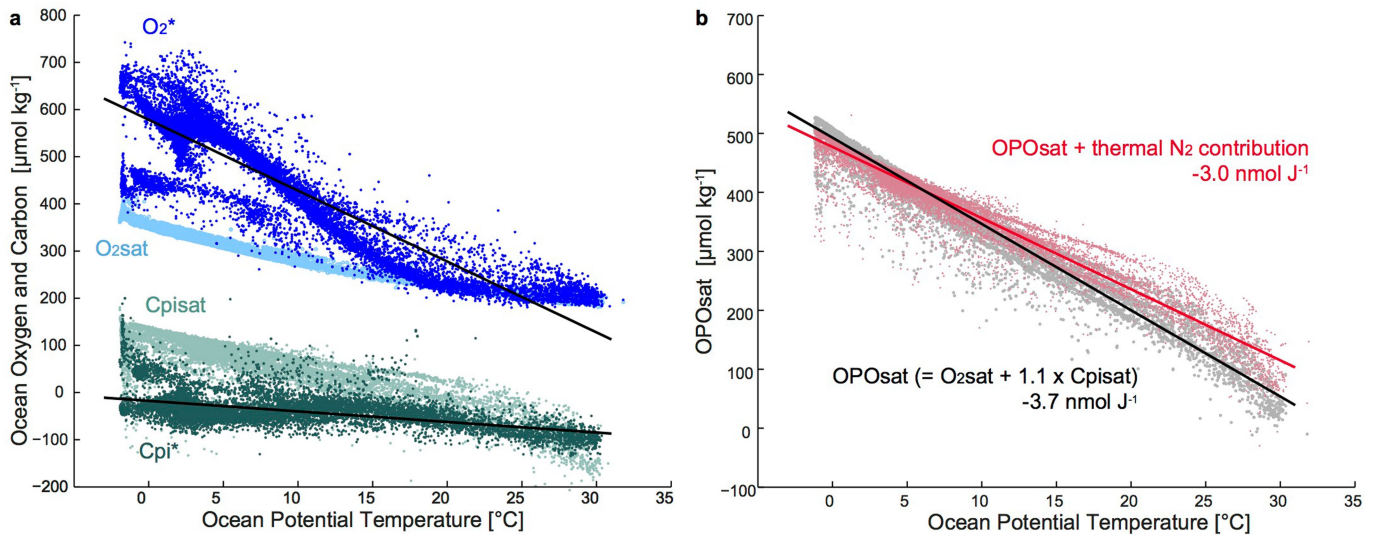 a
Ocean Oxygen and Carbon [μmol kg-1]
800
700
600
500
400
300
200
100
0
−100
−200
O2*
O2sat
Cpisat
Cpi*
0
5
10
15
20
25
30
35
Ocean Potential Temperature [°C]
b
OPOsat [μmol kg-1]
700
600
500
400
300
200
100
0
−100
OPOsat + thermal N2 contribution
-3.0 nmol J-1
OPOsat (= O2sat + 1.1 x Cpisat)
-3.7 nmol J-1
0
5
10
15
20
25
30
35
Ocean Potential Temperature [°C]